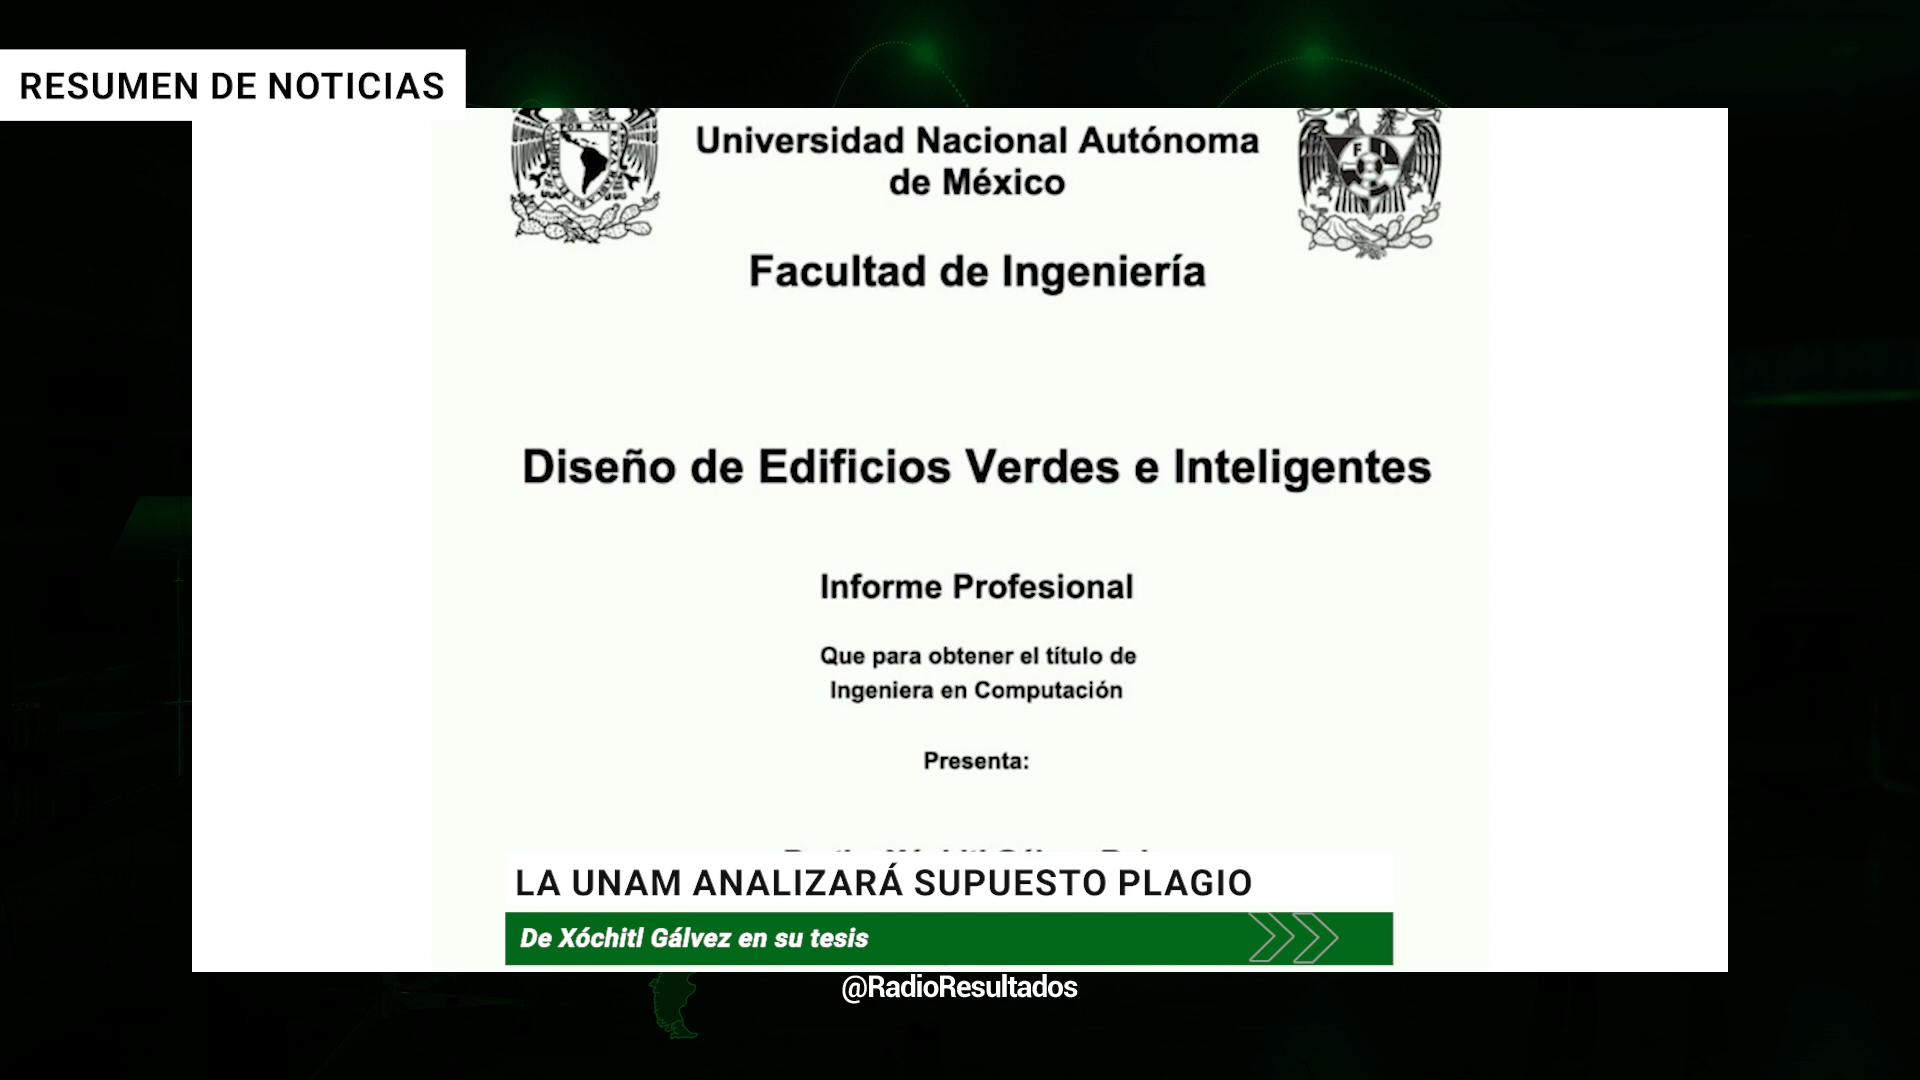 RESUMEN DE NOTICIAS
Universidad Nacional Autónoma
de México
Facultad de Ingeniería
Diseño de Edificios Verdes e Inteligentes
Informe Profesional
Que para obtener el título de
Ingeniera en Computación
Presenta:
LA UNAM ANALIZARÁ SUPUESTO PLAGIO
De Xóchitl Gálvez en su tesis
@RadioResultados